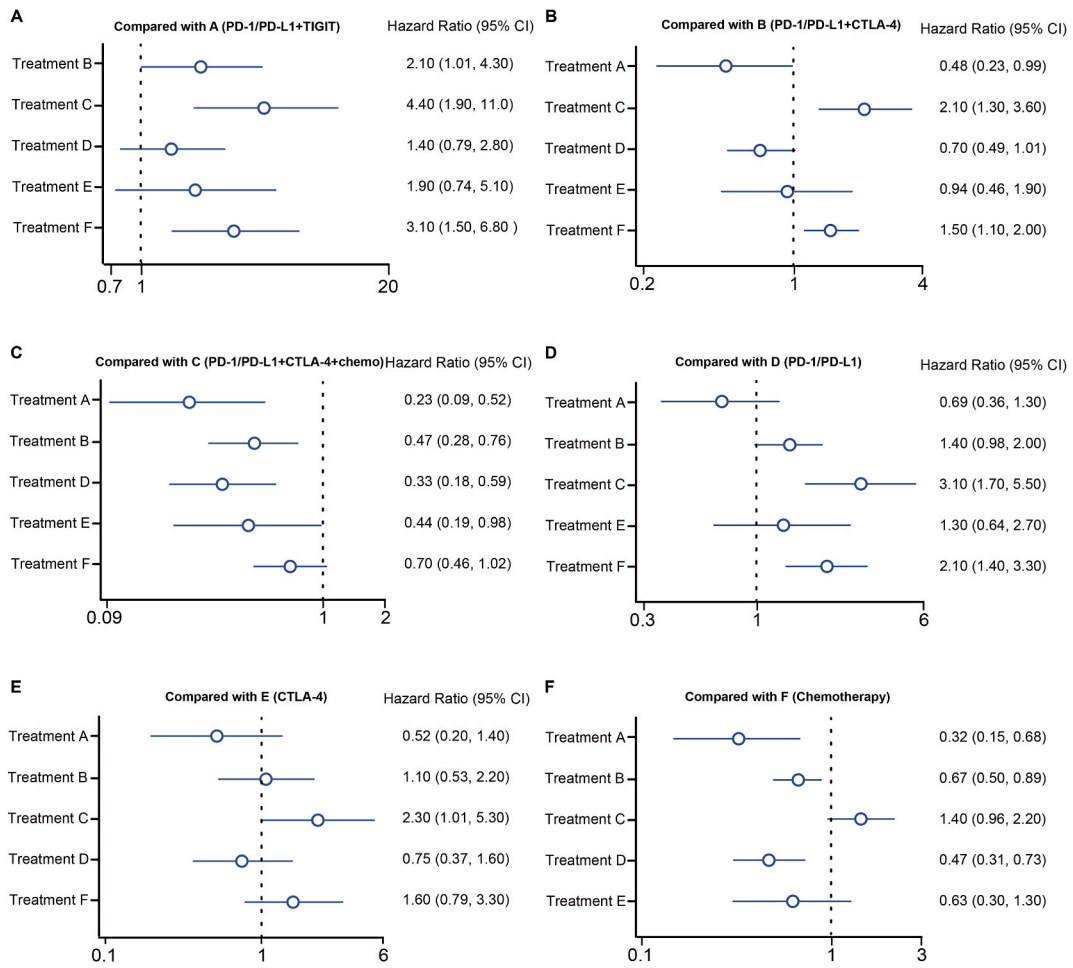 A
Compared with A (PD-1/PD-L1+TIGIT) Hazard Ratio (95% CI)
Treatment B 2.10 (1.01, 4.30)
Treatment C 4.40 (1.90, 11.0)
Treatment D 1.40 (0.79, 2.80)
Treatment E 1.90 (0.74, 5.10)
Treatment F 3.10 (1.50, 6.80 )
0.7 1 20
B
Compared with B (PD-1/PD-L1+CTLA-4) Hazard Ratio (95% CI)
Treatment A 0.48 (0.23, 0.99)
Treatment C 2.10 (1.30, 3.60)
Treatment D 0.70 (0.49, 1.01)
Treatment E 0.94 (0.46, 1.90)
Treatment F 1.50 (1.10, 2.00)
0.2 1 4
C
Compared with C (PD-1/PD-L1+CTLA-4+chemo) Hazard Ratio (95% CI)
Treatment A 0.23 (0.09, 0.52)
Treatment B 0.47 (0.28, 0.76)
Treatment D 0.33 (0.18, 0.59)
Treatment E 0.44 (0.19, 0.98)
Treatment F 0.70 (0.46, 1.02)
0.09 1 2
D
Compared with D (PD-1/PD-L1) Hazard Ratio (95% CI)
Treatment A 0.69 (0.36, 1.30)
Treatment B 1.40 (0.98, 2.00)
Treatment C 3.10 (1.70, 5.50)
Treatment E 1.30 (0.64, 2.70)
Treatment F 2.10 (1.40, 3.30)
0.3 1 6
E
Compared with E (CTLA-4) Hazard Ratio (95% CI)
Treatment A 0.52 (0.20, 1.40)
Treatment B 1.10 (0.53, 2.20)
Treatment C 2.30 (1.01, 5.30)
Treatment D 0.75 (0.37, 1.60)
Treatment F 1.60 (0.79, 3.30)
0.1 1 6
F
Compared with F (Chemotherapy) Hazard Ratio (95% CI)
Treatment A 0.32 (0.15, 0.68)
Treatment B 0.67 (0.50, 0.89)
Treatment C 1.40 (0.96, 2.20)
Treatment D 0.47 (0.31, 0.73)
Treatment E 0.63 (0.30, 1.30)
0.1 1 3